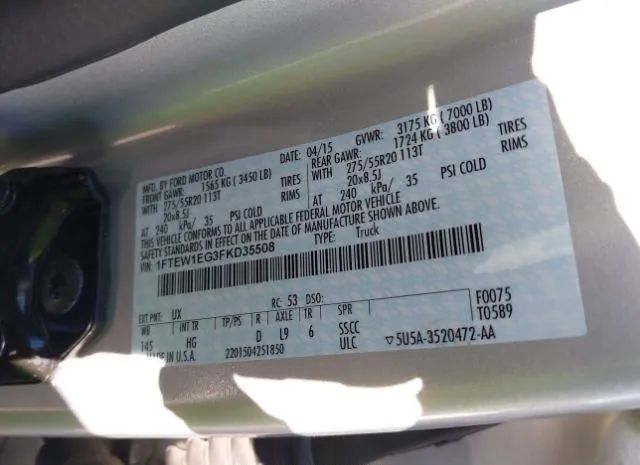 MFD. BY FORD MOTOR CO.
DATE: 04/15
GVWR: 3175 KG ( 7000 LB)
FRONT GAWR: 1565 KG ( 3450 LB)
REAR GAWR: 1724 KG ( 3800 LB)
WITH 275/55R20 113T TIRES
WITH 275/55R20 113T TIRES
20x8.5J RIMS
20x8.5J RIMS
AT 240 kPa/ 35 PSI COLD
AT 240 kPa/ 35 PSI COLD
THIS VEHICLE CONFORMS TO ALL APPLICABLE FEDERAL MOTOR VEHICLE
SAFETY STANDARDS IN EFFECT ON THE DATE OF MANUFACTURE SHOWN ABOVE.
VIN: 1FTEW1EG3FKD35508
TYPE: Truck
F0075
T0589
EXT PNT: UX RC: 53 DSO:
WB INT TR TP/PS R AXLE TR SPR
145 HG D L9 6 SSCC
MADE IN U.S.A. 2201504251850 ULC
▽5U5A-3520472-AA